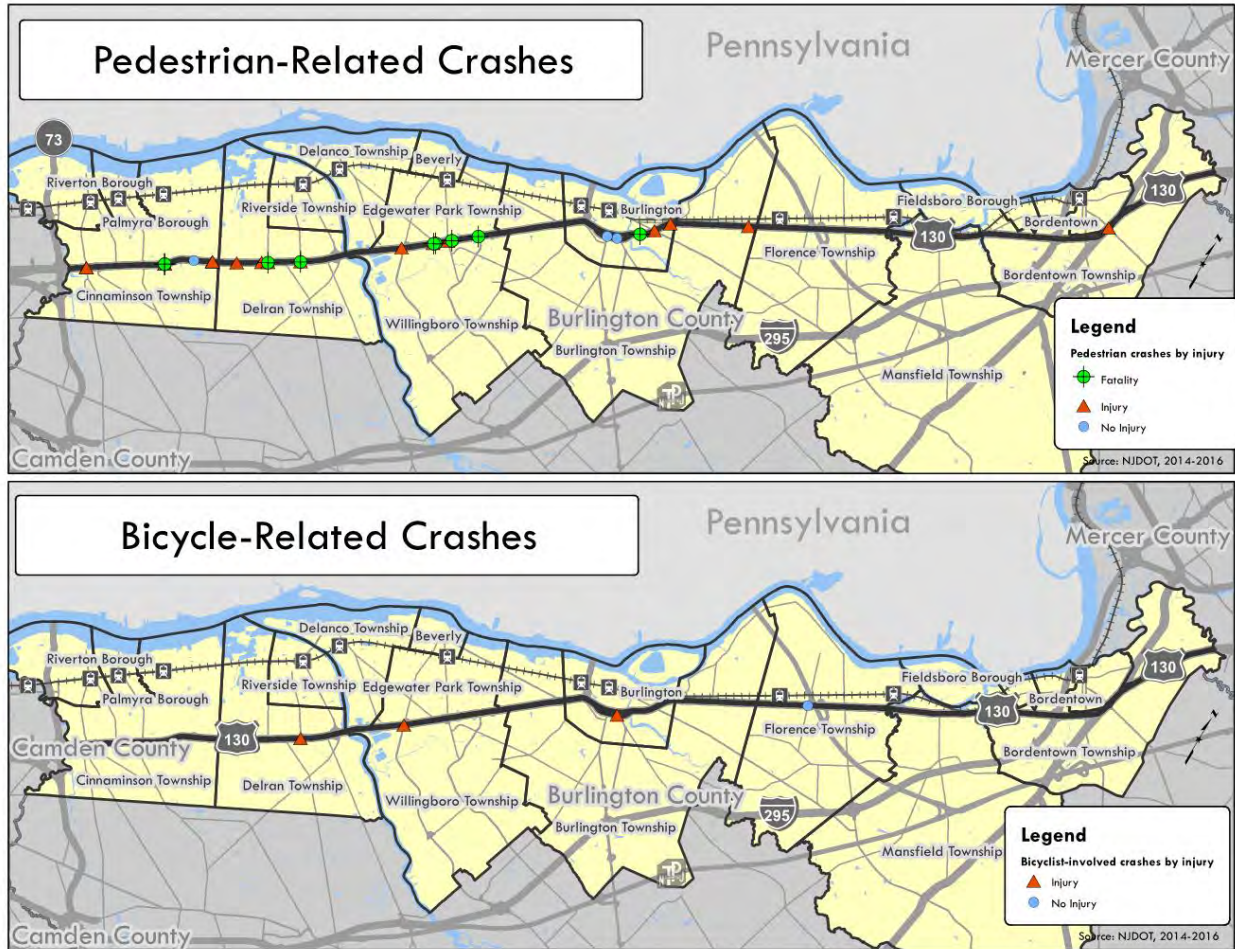 Pedestrian-Related Crashes
Pennsylvania
Mercer County
73
Delanco Township
Beverly
Riverton Borough
Palmyra Borough
Riverside Township
Edgewater Park Township
Burlington
Fieldsboro Borough
130
Bordentown
130
Florence Township
Cinnaminson Township
Delran Township
Bordentown Township
Willingboro Township
Burlington County
295
Burlington Township
Mansfield Township
Camden County
Legend
Pedestrian crashes by injury
Fatality
Injury
No Injury
Source: NJDOT, 2014-2016
Bicycle-Related Crashes
Pennsylvania
Mercer County
Delanco Township
Beverly
Riverton Borough
Palmyra Borough
Riverside Township
Edgewater Park Township
Burlington
Fieldsboro Borough
130
Bordentown
130
130
Florence Township
Camden County
Cinnaminson Township
Delran Township
Bordentown Township
Willingboro Township
Burlington County
295
Burlington Township
Mansfield Township
Camden County
Legend
Bicyclist-involved crashes by injury
Injury
No Injury
Source: NJDOT, 2014-2016